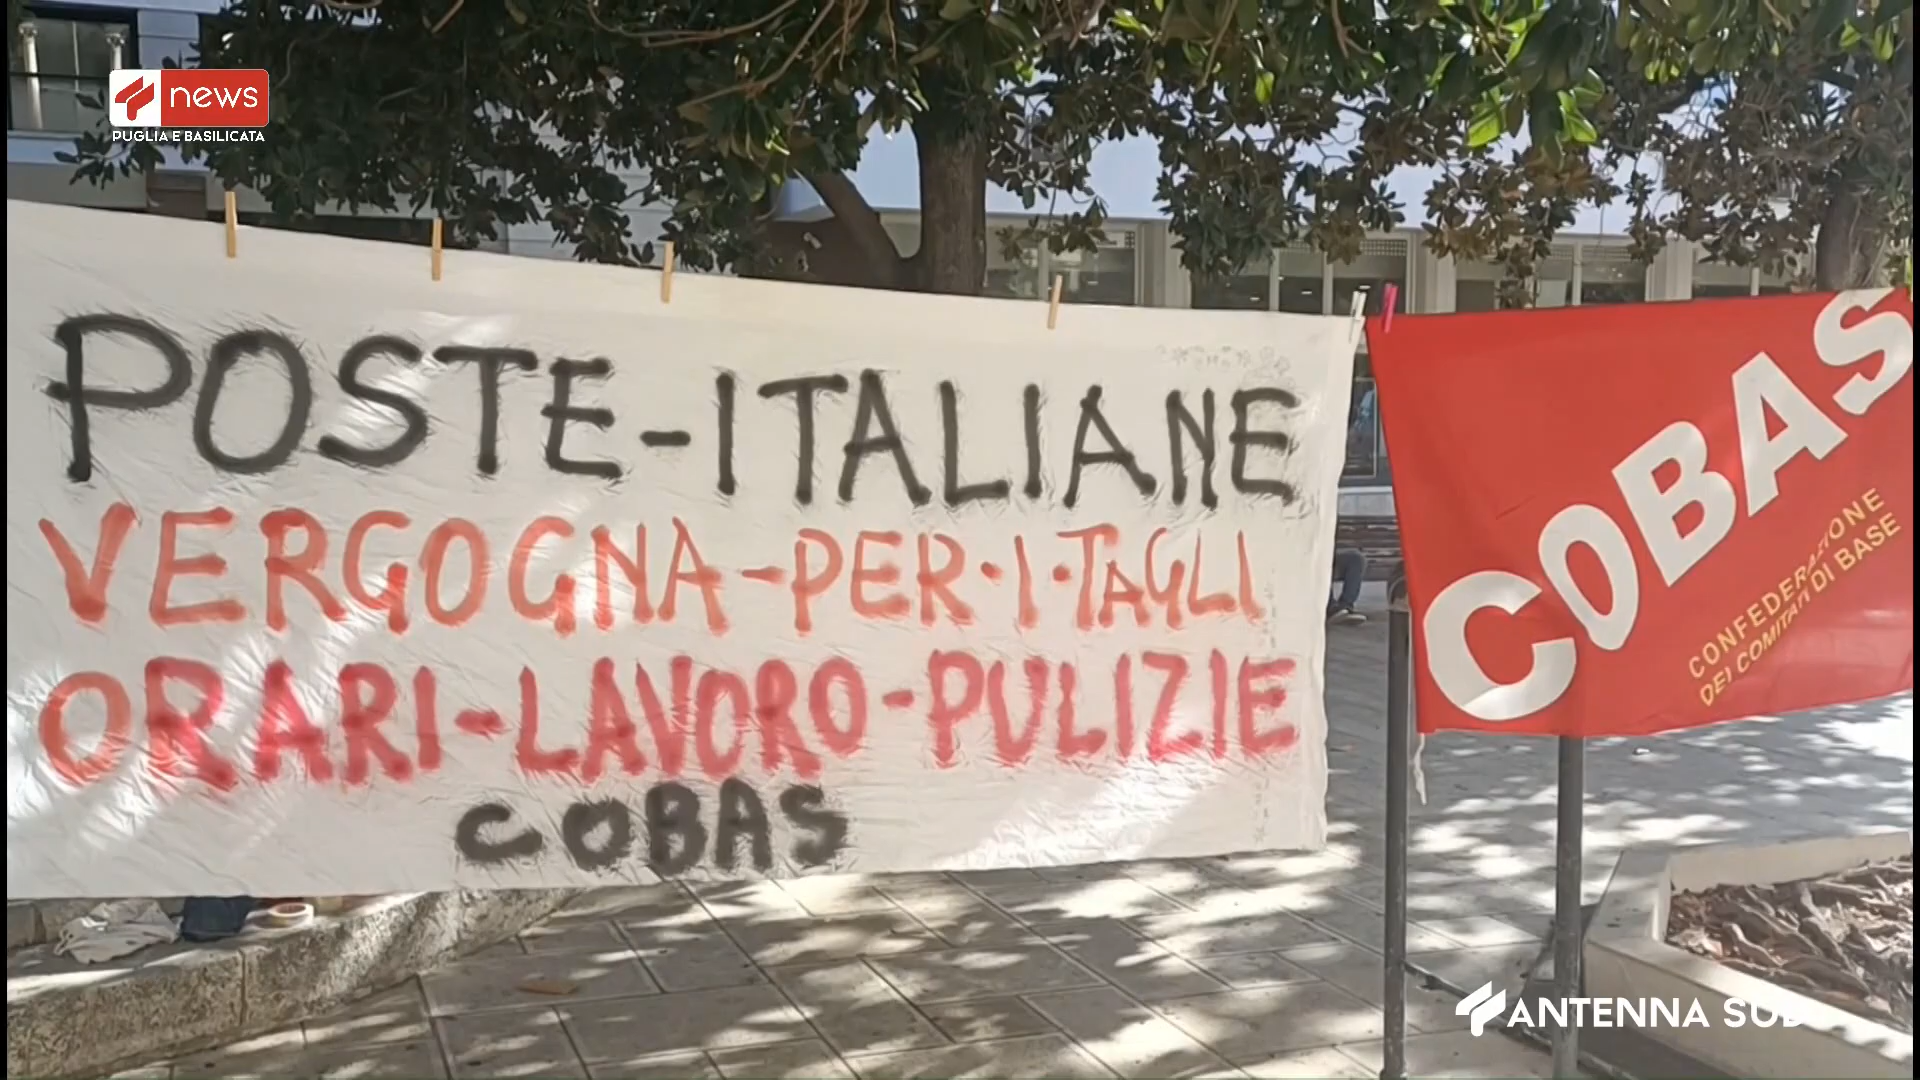 news
PUGLIA E BASILICATA
POSTE-ITALIANE
VERGOGNA-PER·I·TAGLI
ORARI-LAVORO-PULIZIE
COBAS
COBAS
CONFEDERAZIONE
DEI COMITATI DI BASE
ANTENNA SUD